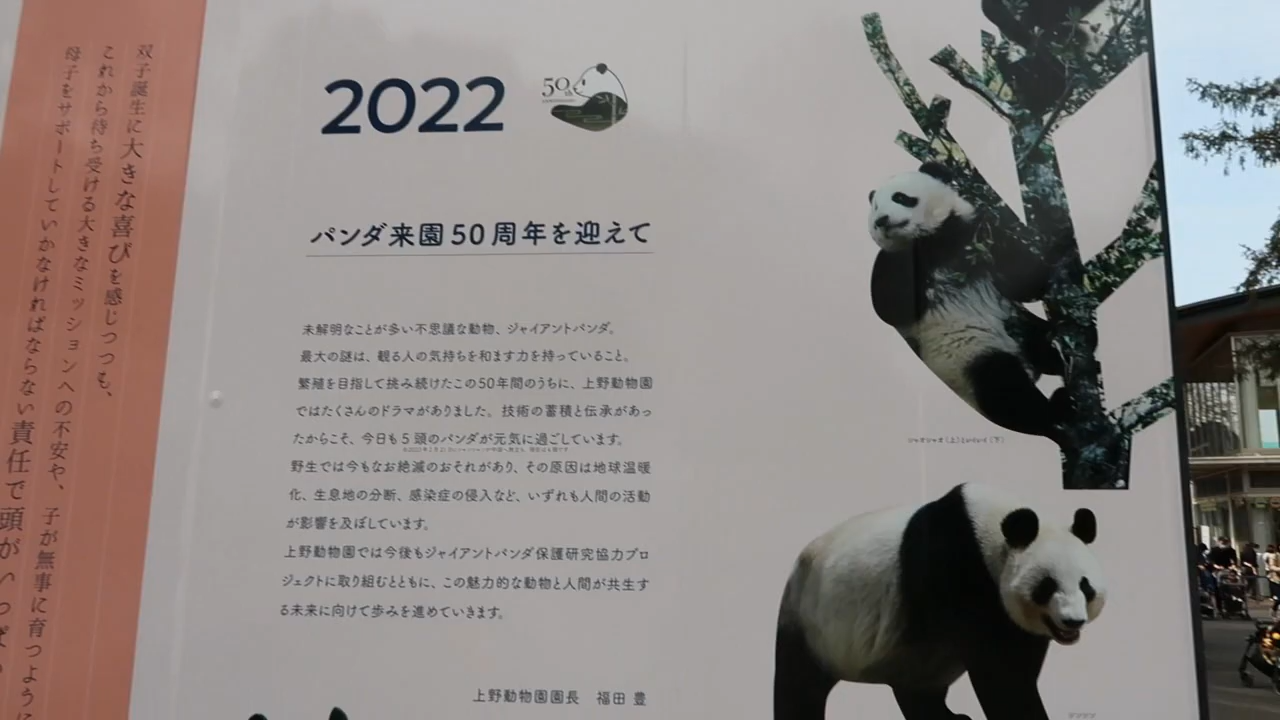 双子誕生に大きな喜びを感じつつも、
これから待ち受ける大きなミッションへの不安や、
母子をサポートしていかなければならない責任で頭がいっぱい
子が無事に育つように
2022
50
パンダ来園50周年を迎えて
未解明なことが多い不思議な動物、ジャイアントパンダ。
最大の謎は、観る人の気持ちを和ます力を持っていること。
繁殖を目指して挑み続けたこの50年間のうちに、上野動物園
ではたくさんのドラマがありました。技術の蓄積と伝承があっ
たからこそ、今日も5頭のパンダが元気に過ごしています。
野生では今もなお絶滅のおそれがあり、その原因は地球温暖
化、生息地の分断、感染症の侵入など、いずれも人間の活動
が影響を及ぼしています。
上野動物園では今後もジャイアントパンダ保護研究協力プロ
ジェクトに取り組むとともに、この魅力的な動物と人間が共生す
る未来に向けて歩みを進めていきます。
上野動物園園長 福田 豊